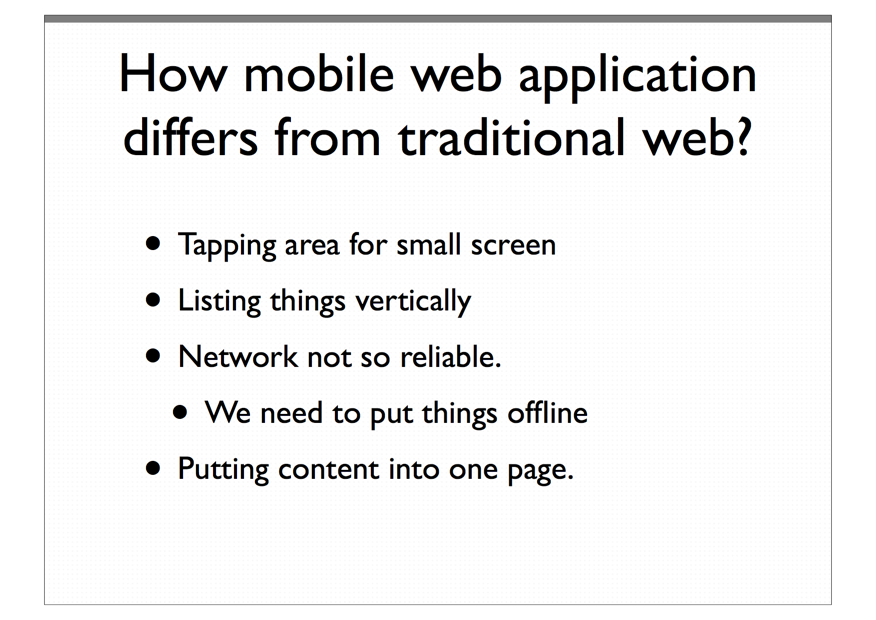 How mobile web application
differs from traditional web?
• Tapping area for small screen
• Listing things vertically
• Network not so reliable.
• We need to put things offline
• Putting content into one page.